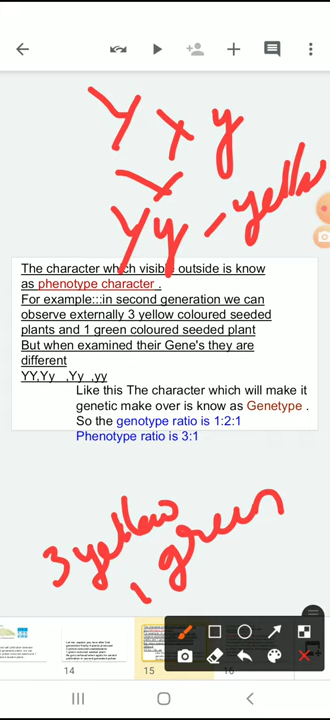 Y x y
x
Yy - yellow
The character which visible outside is know
as phenotype character .
For example:::in second generation we can
observe externally 3 yellow coloured seeded
plants and 1 green coloured seeded plant
But when examined their Gene's they are
different
YY,Yy ,Yy ,yy
Like this The character which will make it
genetic make over is know as Genetype .
So the genotype ratio is 1:2:1
Phenotype ratio is 3:1
3 yellow
1 green
14
15
16